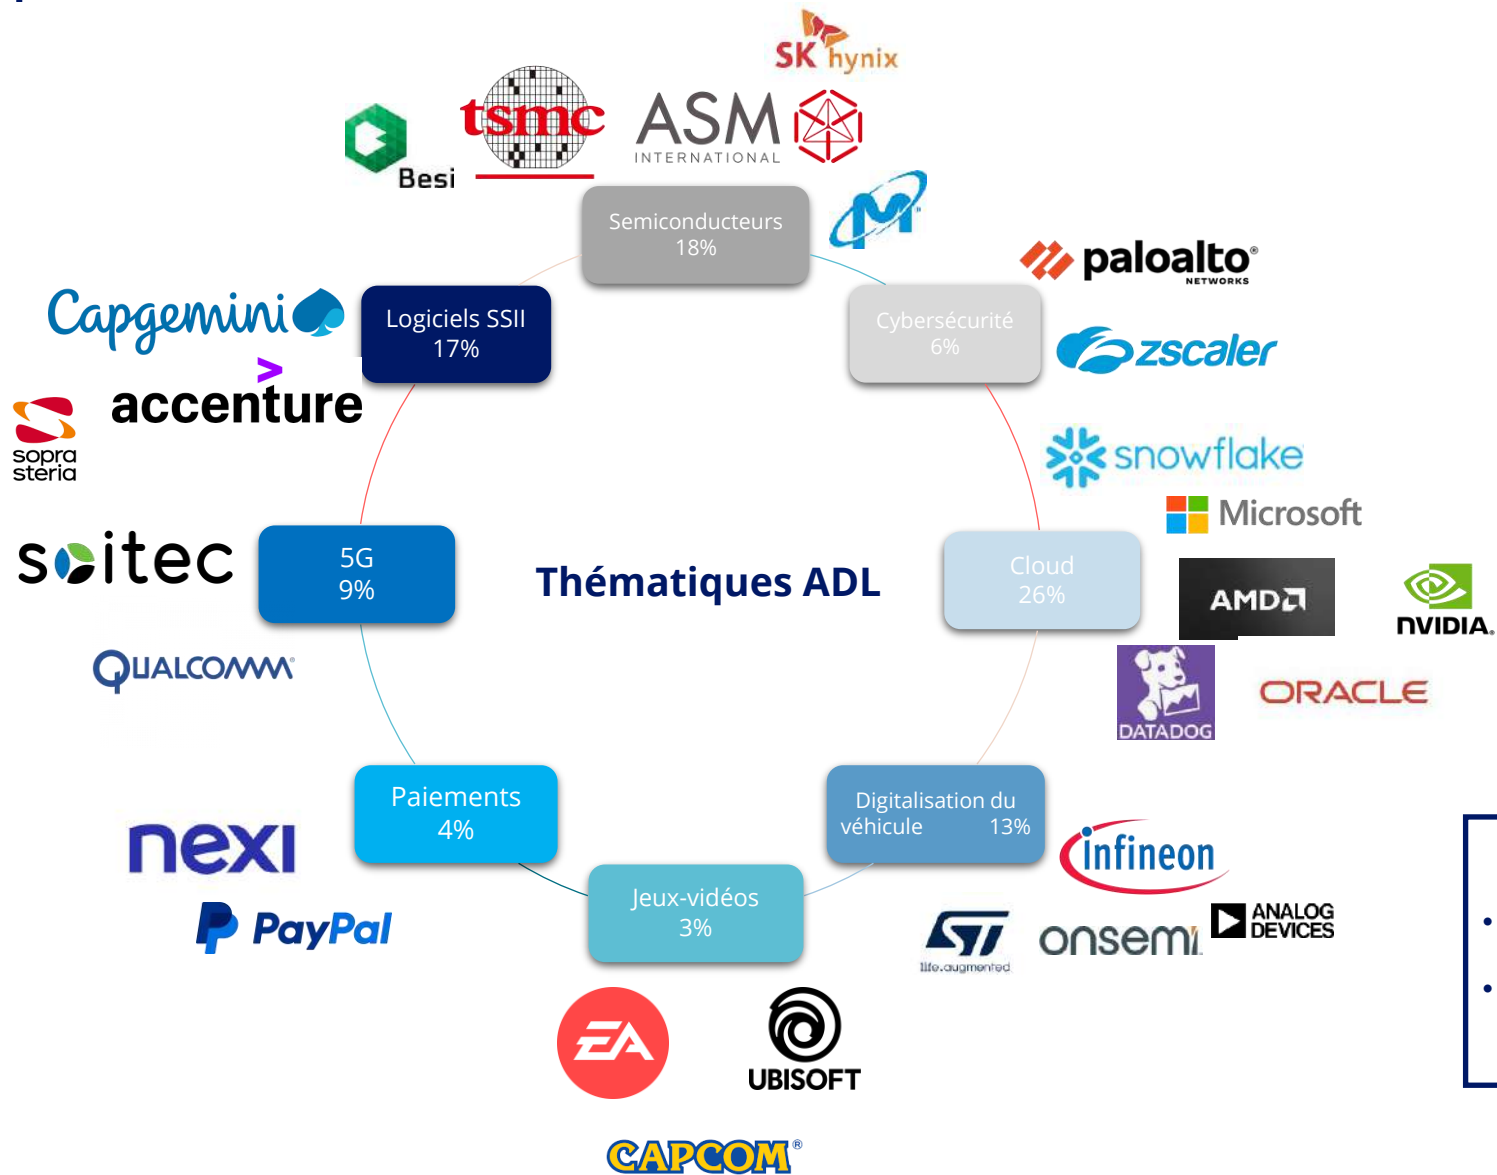 SK hynix
tsmc
ASM
INTERNATIONAL
Besi
Semiconducteurs
18%
paloalto®
NETWORKS
Capgemini
Logiciels SSII
17%
Cybersécurité
6%
zscaler
accenture
sopra
steria
snowflake
Microsoft
soitec
5G
9%
Thématiques ADL
Cloud
26%
AMD
NVIDIA.
QUALCOMM®
DATADOG
ORACLE
Paiements
4%
Digitalisation du
véhicule 13%
nexi
infineon
PayPal
Jeux-vidéos
3%
ST
life.augmented
onsemi
ANALOG
DEVICES
EA
UBISOFT
CAPCOM®